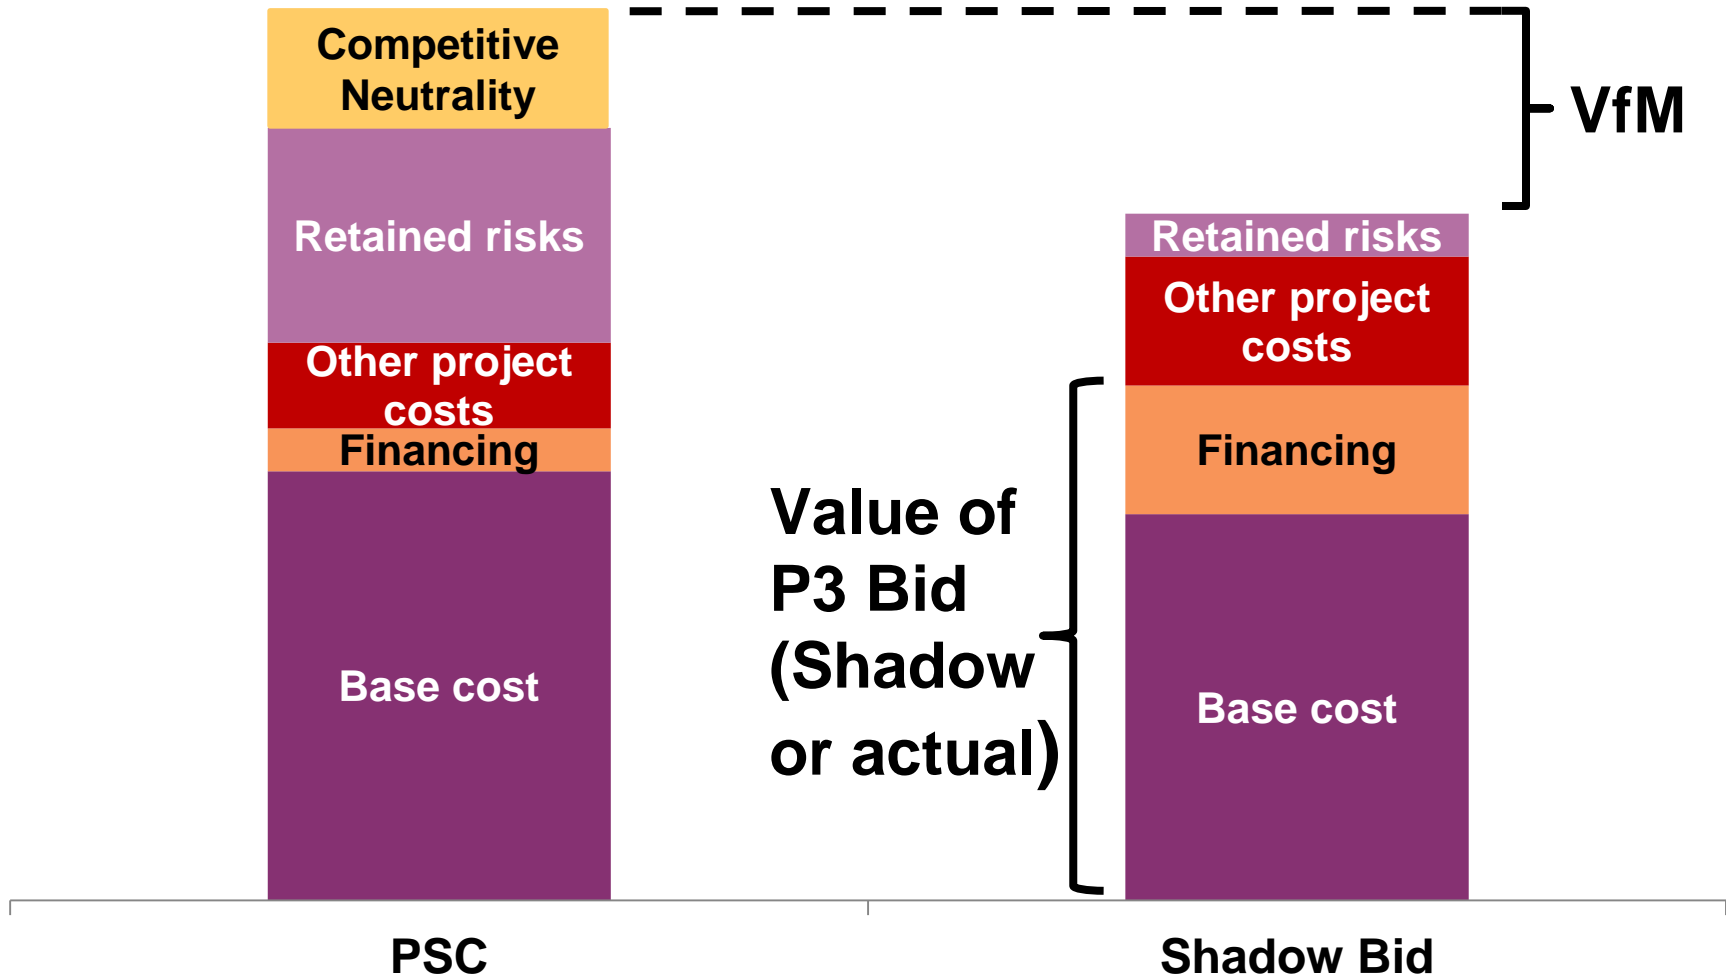 Competitive
Neutrality
Retained risks
Other project
costs
Financing
Base cost
PSC
VfM
Value of
P3 Bid
(Shadow
or actual)
Retained risks
Other project
costs
Financing
Base cost
Shadow Bid